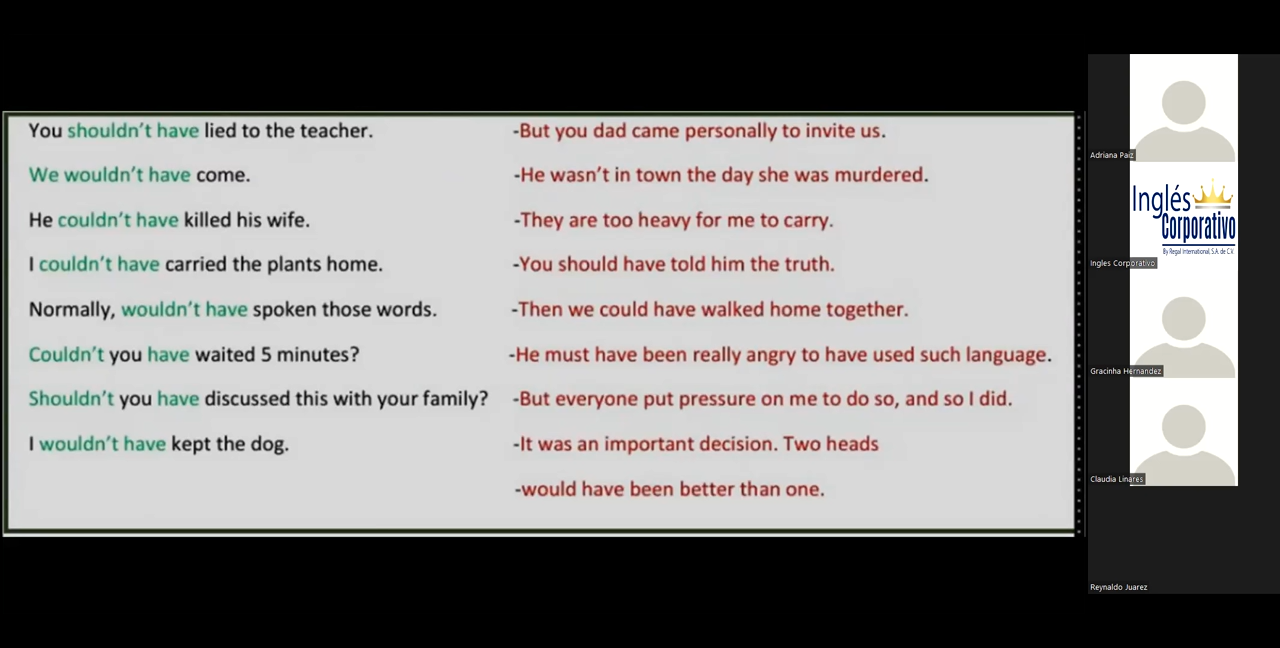 You shouldn't have lied to the teacher.
-But you dad came personally to invite us.
We wouldn't have come.
-He wasn't in town the day she was murdered.
He couldn't have killed his wife.
-They are too heavy for me to carry.
I couldn't have carried the plants home.
-You should have told him the truth.
Normally, wouldn't have spoken those words.
-Then we could have walked home together.
Couldn't you have waited 5 minutes?
-He must have been really angry to have used such language.
Shouldn't you have discussed this with your family?
-But everyone put pressure on me to do so, and so I did.
I wouldn't have kept the dog.
-It was an important decision. Two heads
-would have been better than one.
Adriana Paiz
Inglés
Corporativo
By Regal International, S.A. de C.V.
Ingles Corporativo
Gracinha Hernandez
Claudia Linares
Reynaldo Juarez